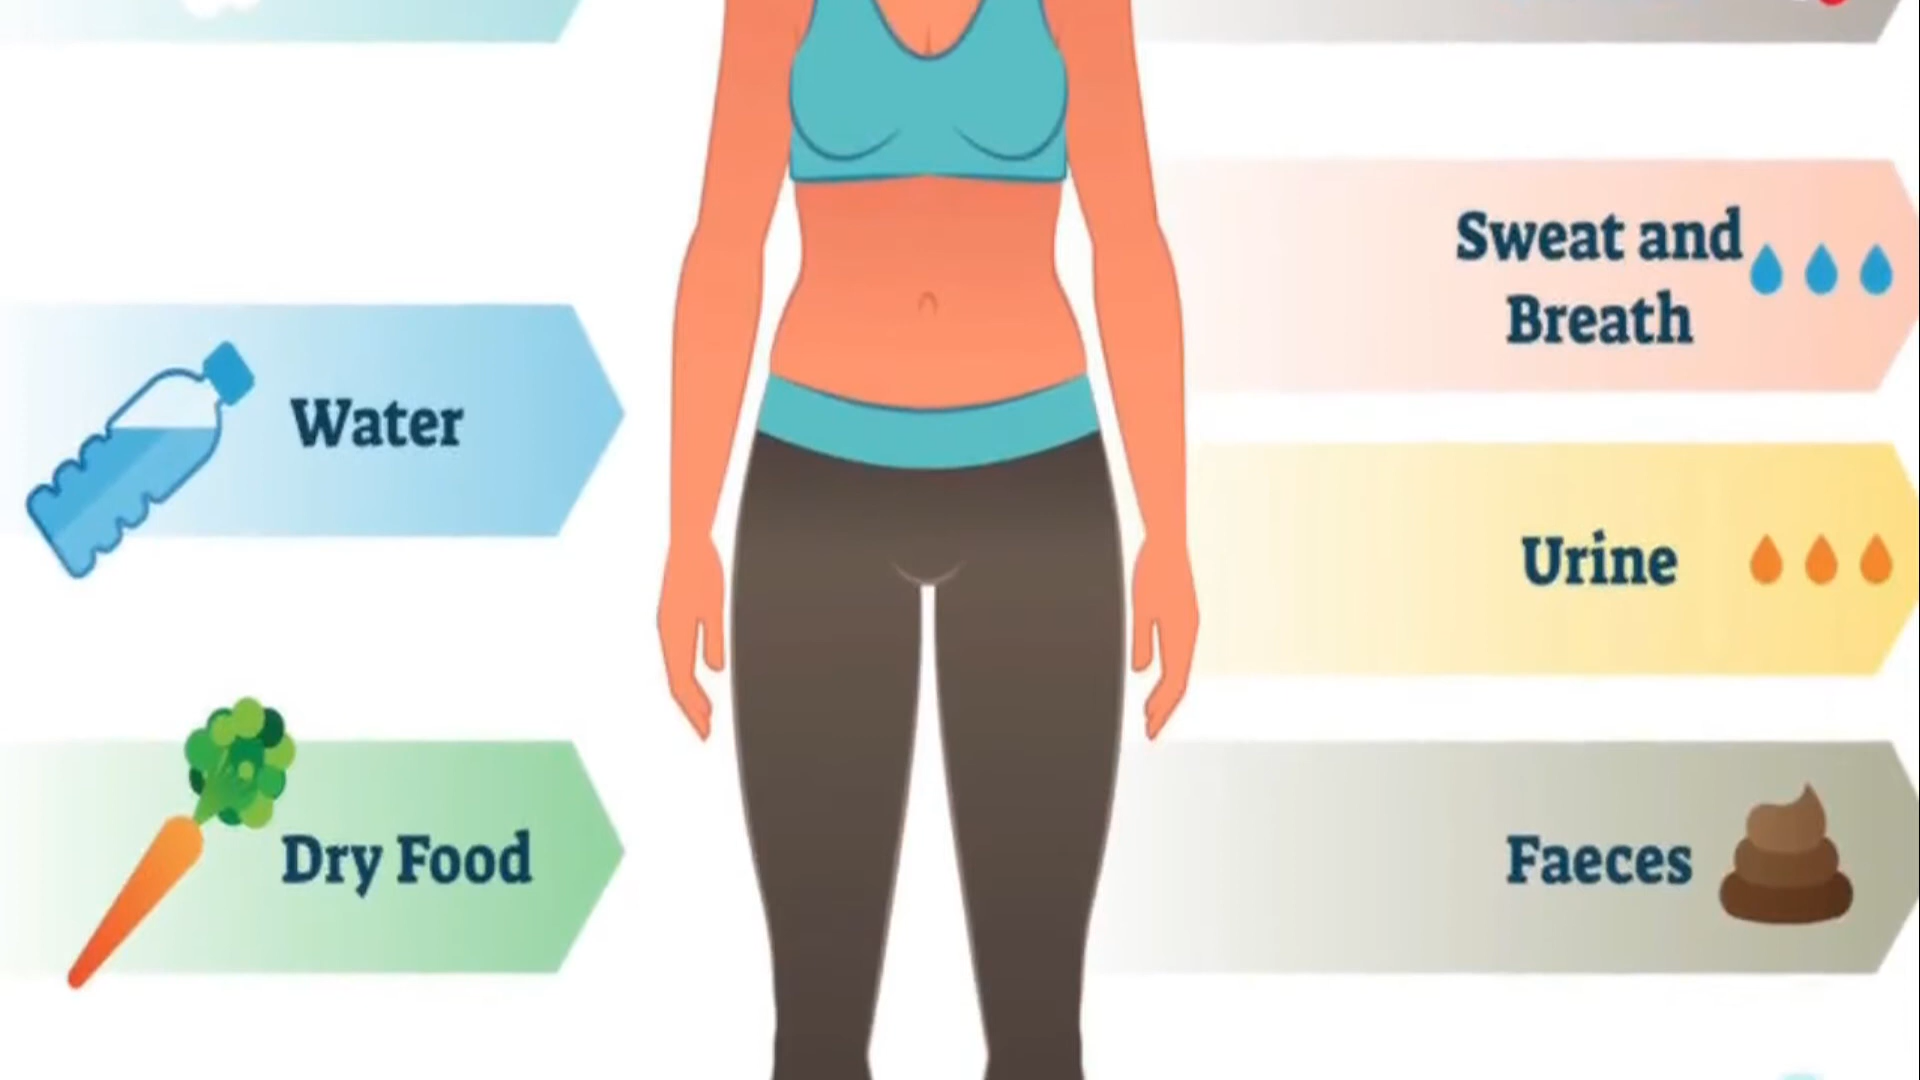 Water
Dry Food
Sweat and
Breath
Urine
Faeces